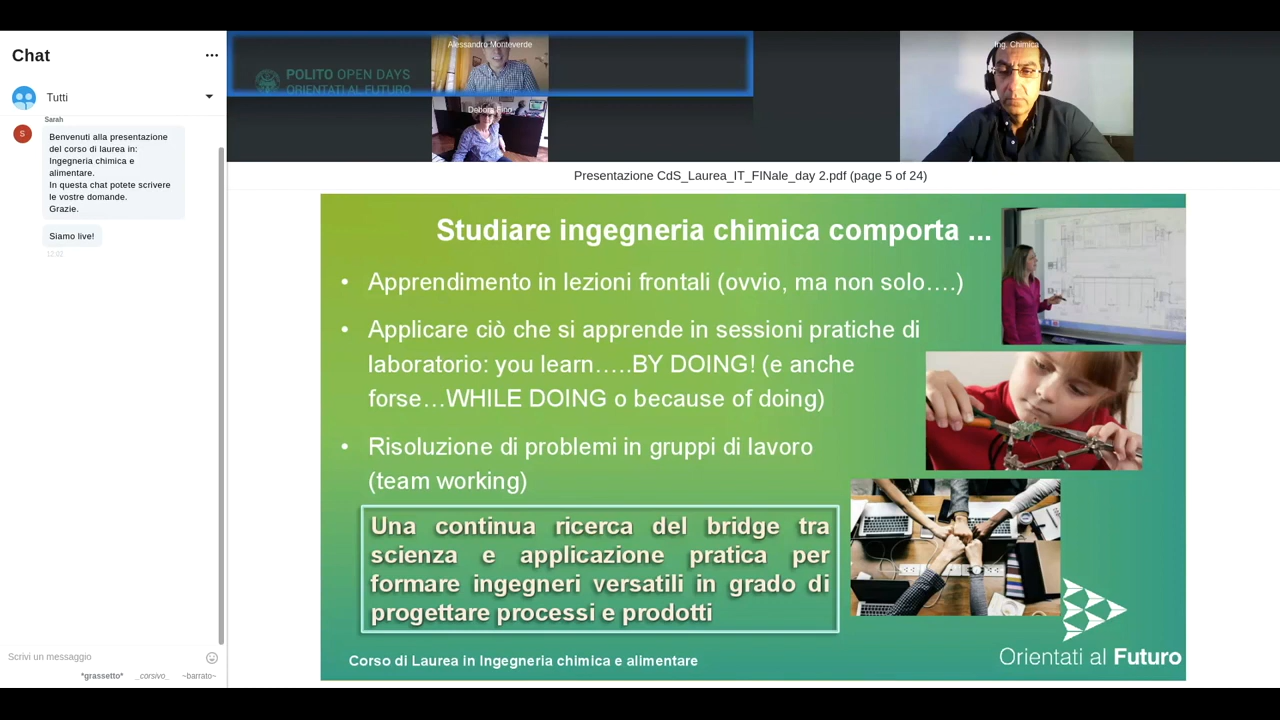 Chat
Tutti
Sarah
S
Benvenuti alla presentazione
del corso di laurea in:
Ingegneria chimica e
alimentare.
In questa chat potete scrivere
le vostre domande.
Grazie.
Siamo live!
12:02
Scrivi un messaggio
*grassetto* _corsivo_ ~barrato~
POLITO OPEN DAYS
ORIENTATI AL FUTURO
Alessandro Monteverde
Debora Fino
Ing. Chimica
Presentazione CdS_Laurea_IT_FINale_day 2.pdf (page 5 of 24)
Studiare ingegneria chimica comporta ...
• Apprendimento in lezioni frontali (ovvio, ma non solo….)
• Applicare ciò che si apprende in sessioni pratiche di
laboratorio: you learn…..BY DOING! (e anche
forse…WHILE DOING o because of doing)
• Risoluzione di problemi in gruppi di lavoro
(team working)
Una continua ricerca del bridge tra
scienza e applicazione pratica per
formare ingegneri versatili in grado di
progettare processi e prodotti
Corso di Laurea in Ingegneria chimica e alimentare
Orientati al Futuro